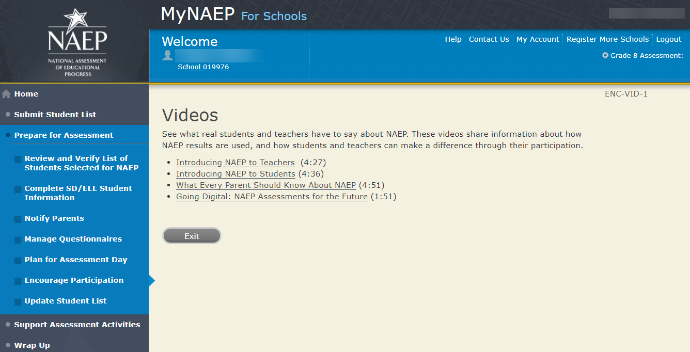 MyNAEP For Schools
NAEP
NATIONAL ASSESSMENT
OF EDUCATIONAL
PROGRESS
Welcome
School 019976
Help Contact Us My Account Register More Schools Logout
Grade 8 Assessment:
Home
Submit Student List
Prepare for Assessment
Review and Verify List of
Students Selected for NAEP
Complete SD/ELL Student
Information
Notify Parents
Manage Questionnaires
Plan for Assessment Day
Encourage Participation
Update Student List
Support Assessment Activities
Wrap Up
ENC-VID-1
Videos
See what real students and teachers have to say about NAEP. These videos share information about how
NAEP results are used, and how students and teachers can make a difference through their participation.
• Introducing NAEP to Teachers (4:27)
• Introducing NAEP to Students (4:36)
• What Every Parent Should Know About NAEP (4:51)
• Going Digital: NAEP Assessments for the Future (1:51)
Exit